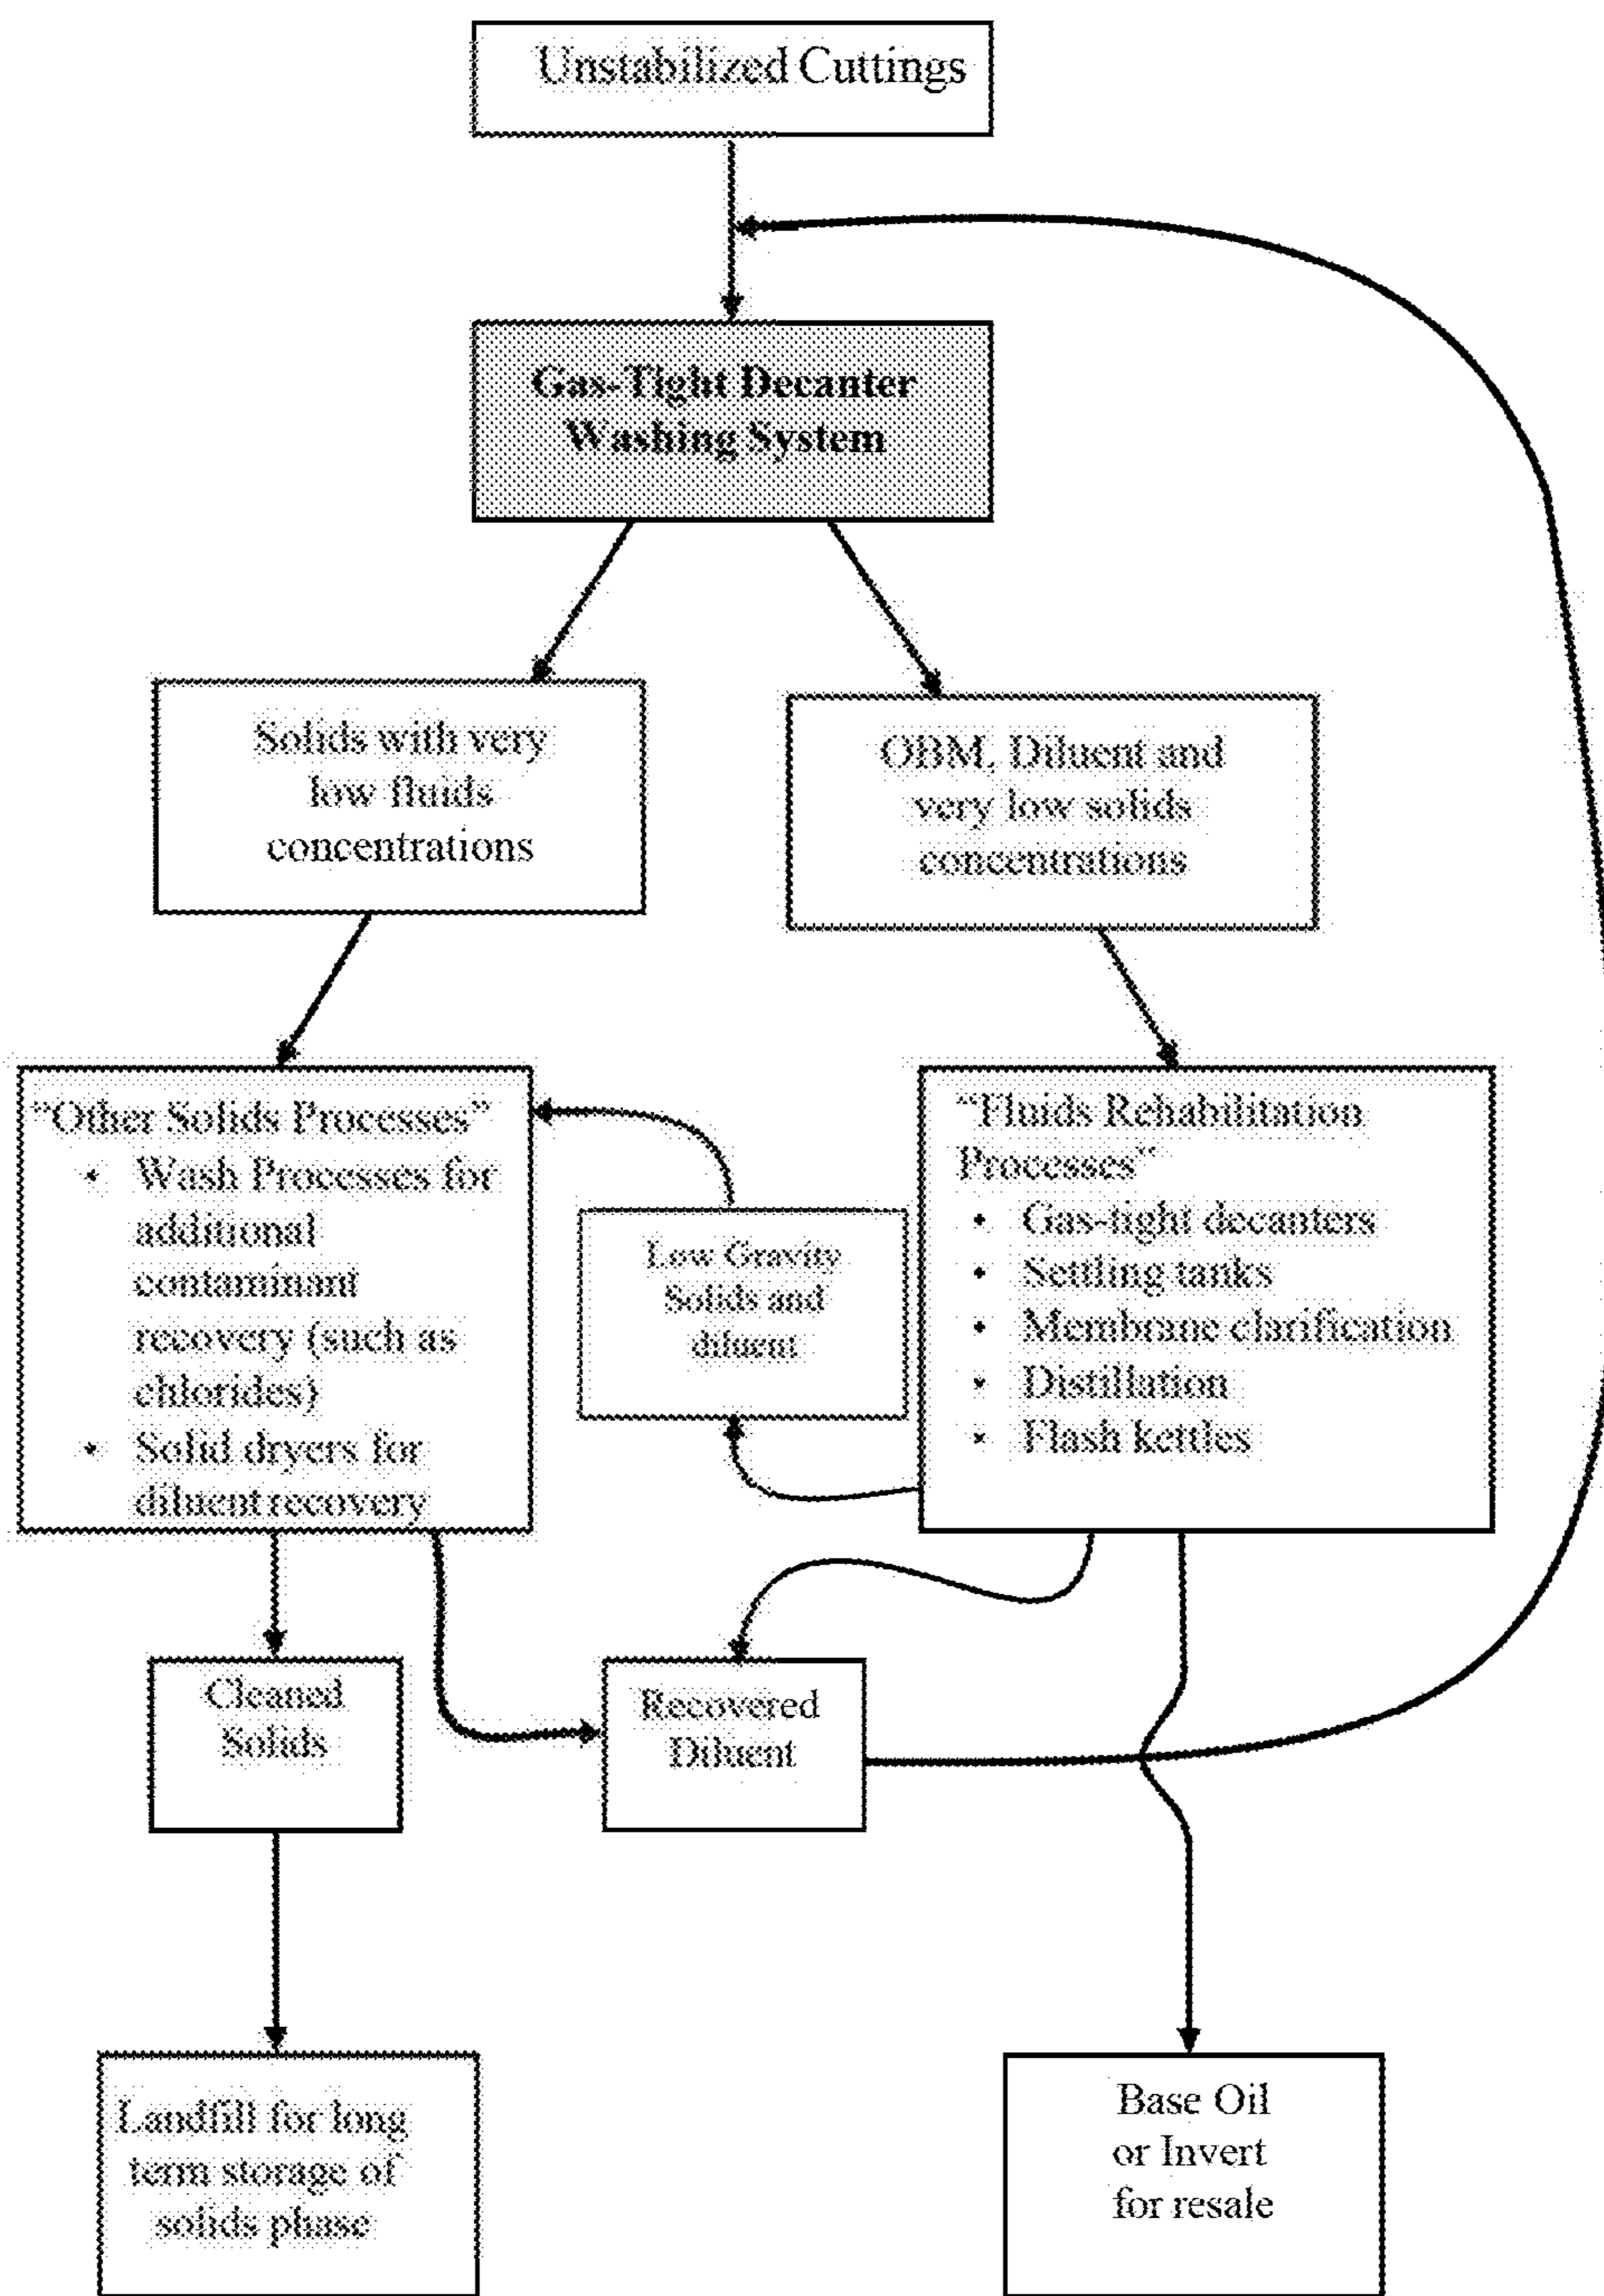 Unstabilized Cuttings
Gas-Tight Decanter
Washing System
Solids with very
low fluids
concentrations
OBM, Diluent and
very low solids
concentrations
"Other Solids Processes"
• Wash Processes for
additional
contaminant
recovery (such as
chlorides)
• Solid dryers for
diluent recovery
Low Gravity
Solids and
diluent
"Fluids Rehabilitation
Processes"
• Gas-tight decanters
• Settling tanks
• Membrane clarification
• Distillation
• Flash kettles
Cleaned
Solids
Recovered
Diluent
Landfill for long
term storage of
solids phase
Base Oil
or Invert
for resale